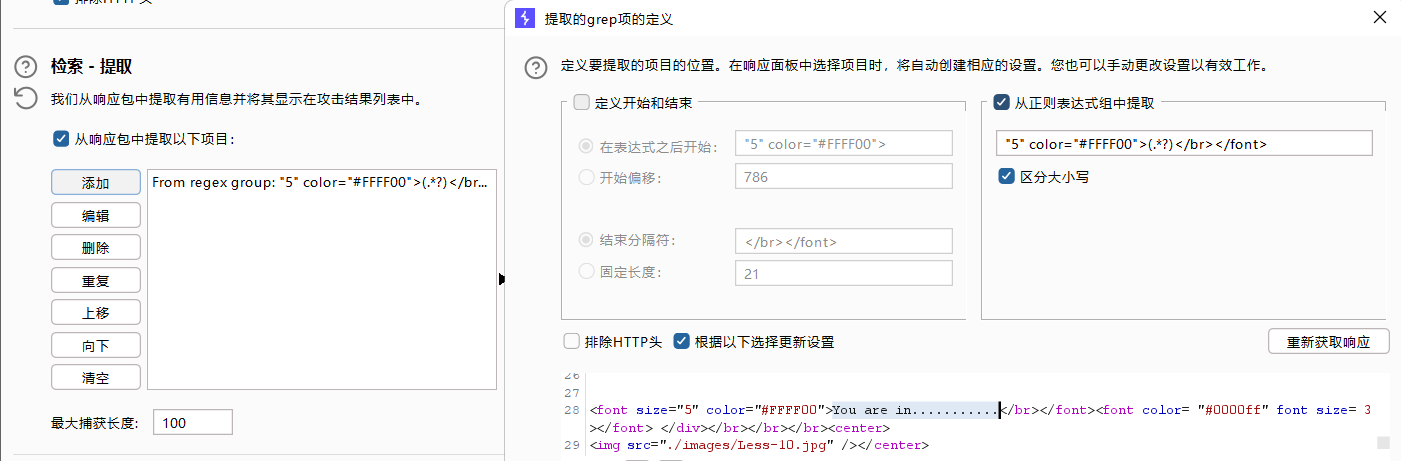 排除HTTP头
检索 - 提取
我们从响应包中提取有用信息并将其显示在攻击结果列表中。
从响应包中提取以下项目：
添加
编辑
删除
重复
上移
向下
清空
From regex group: "5" color="#FFFF00">(.*?)</br...
最大捕获长度:
100
提取的grep项的定义
定义要提取的项目的位置。在响应面板中选择项目时，将自动创建相应的设置。您也可以手动更改设置以有效工作。
定义开始和结束
在表达式之后开始：
"5" color="#FFFF00">
开始偏移：
786
结束分隔符：
</br></font>
固定长度：
21
从正则表达式组中提取
"5" color="#FFFF00">(.*?)</br></font>
区分大小写
排除HTTP头
根据以下选择更新设置
重新获取响应
26
27
28 <font size="5" color="#FFFF00">You are in...........</br></font><font color= "#0000ff" font size= 3
></font> </div></br></br></br><center>
29 <img src="./images/Less-10.jpg" /></center>